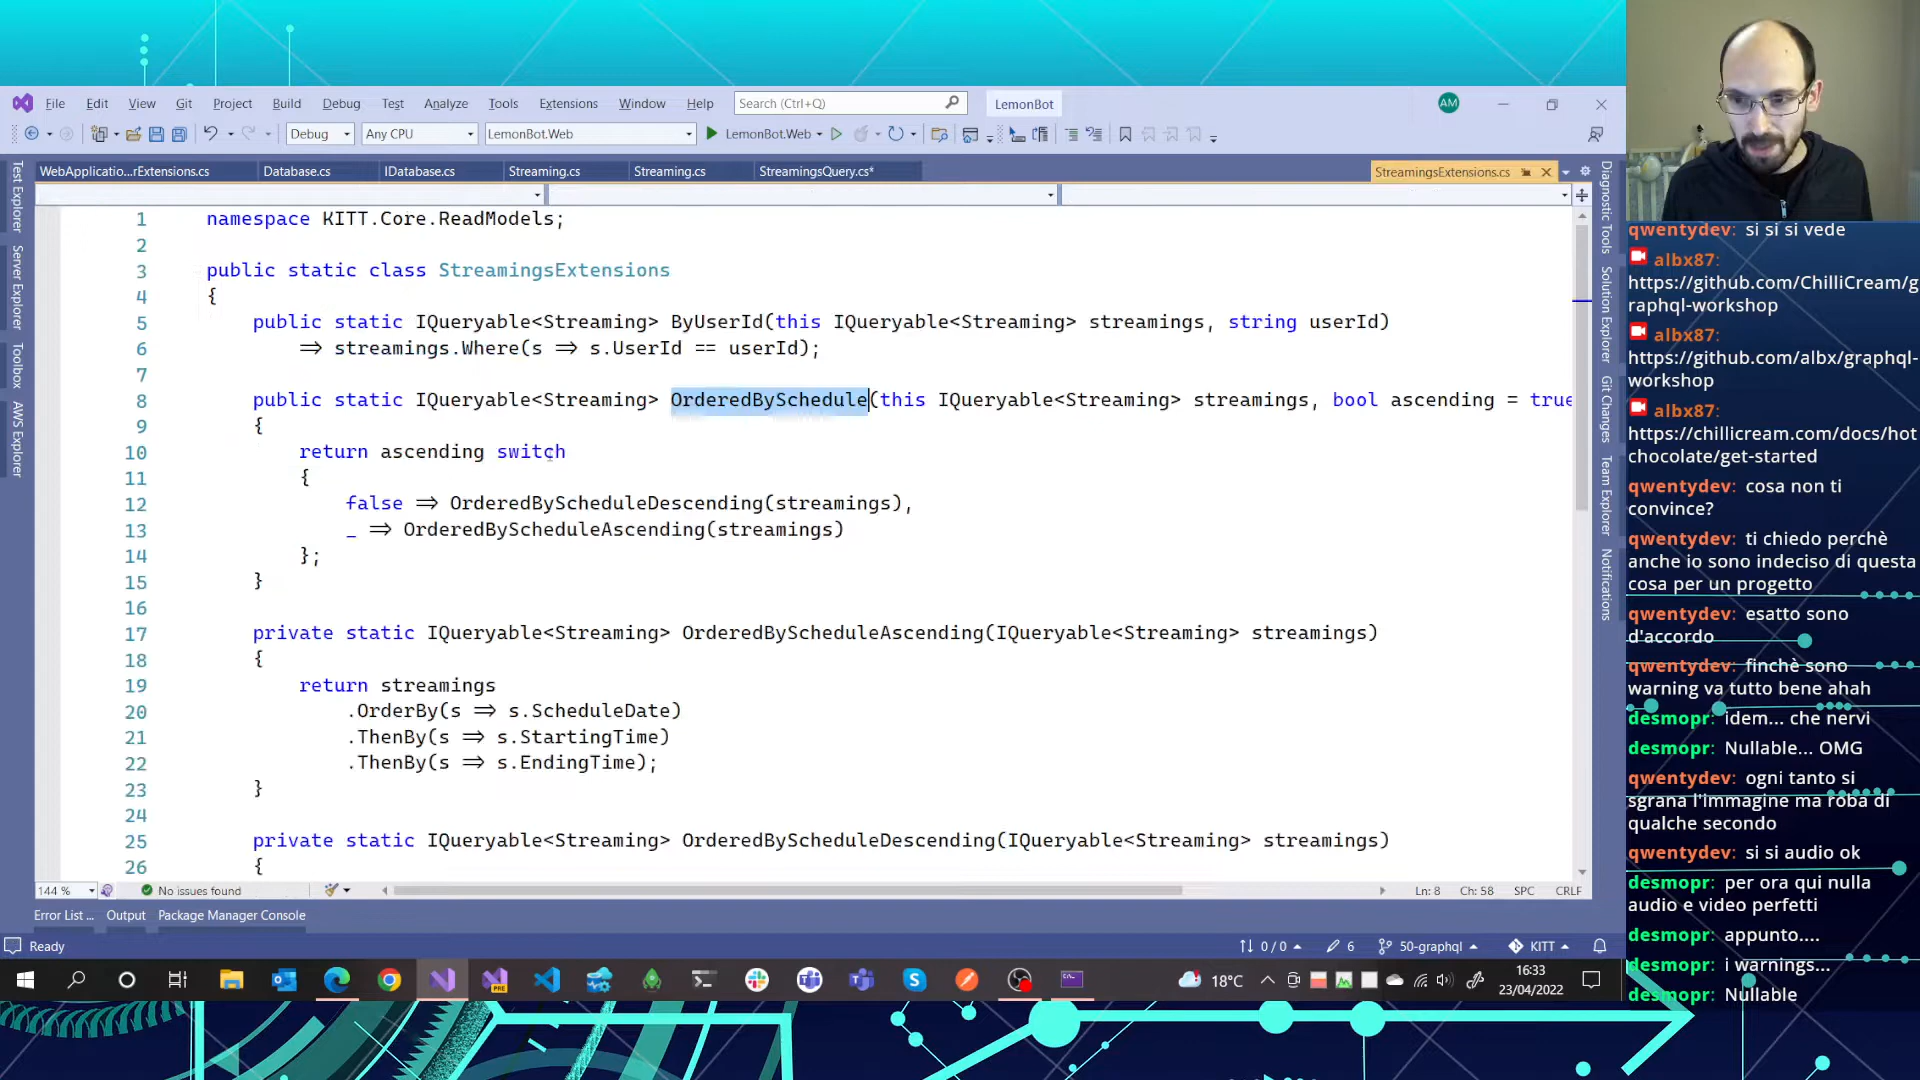 File Edit View Git Project Build Debug Test Analyze Tools Extensions Window Help Search (Ctrl+Q) LemonBot AM
Debug Any CPU LemonBot.Web LemonBot.Web
WebApplicatio...rExtensions.cs Database.cs IDatabase.cs Streaming.cs Streaming.cs StreamingsQuery.cs* StreamingsExtensions.cs
Test Explorer
Server Explorer
Toolbox
AWS Explorer
1 namespace KITT.Core.ReadModels;
2
3 public static class StreamingsExtensions
4 {
5 public static IQueryable<Streaming> ByUserId(this IQueryable<Streaming> streamings, string userId)
6 => streamings.Where(s => s.UserId == userId);
7
8 public static IQueryable<Streaming> OrderedBySchedule(this IQueryable<Streaming> streamings, bool ascending = true
9 {
10 return ascending switch
11 {
12 false => OrderedByScheduleDescending(streamings),
13 _ => OrderedByScheduleAscending(streamings)
14 };
15 }
16
17 private static IQueryable<Streaming> OrderedByScheduleAscending(IQueryable<Streaming> streamings)
18 {
19 return streamings
20 .OrderBy(s => s.ScheduleDate)
21 .ThenBy(s => s.StartingTime)
22 .ThenBy(s => s.EndingTime);
23 }
24
25 private static IQueryable<Streaming> OrderedByScheduleDescending(IQueryable<Streaming> streamings)
26 {
144 % No issues found Ln: 8 Ch: 58 SPC CRLF
Error List ... Output Package Manager Console
Ready 0 / 0 6 50-graphql KITT
Diagnostic Tools
Solution Explorer
Git Changes
Team Explorer
Notifications
PRE 18°C 16:33
23/04/2022
qwentydev: si si si vede
albx87:
https://github.com/ChilliCream/g
raphql-workshop
albx87:
https://github.com/albx/graphql-
workshop
albx87:
https://chillicream.com/docs/hot
chocolate/get-started
qwentydev: cosa non ti
convince?
qwentydev: ti chiedo perchè
anche io sono indeciso di questa
cosa per un progetto
qwentydev: esatto sono
d'accordo
qwentydev: finchè sono
warning va tutto bene ahah
desmopr: idem... che nervi
desmopr: Nullable... OMG
qwentydev: ogni tanto si
sgrana l'immagine ma roba di
qualche secondo
qwentydev: si si audio ok
desmopr: per ora qui nulla
audio e video perfetti
desmopr: appunto....
desmopr: i warnings...
desmopr: Nullable